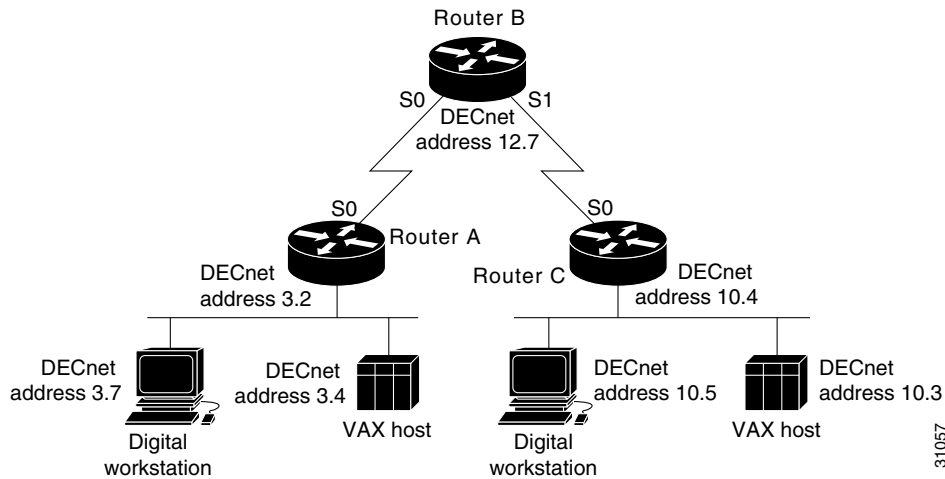 Router B
S0
S1
DECnet
address 12.7
S0
Router A
S0
Router C
DECnet
address 3.2
DECnet
address 10.4
DECnet
address 3.7
DECnet
address 3.4
DECnet
address 10.5
DECnet
address 10.3
Digital
workstation
VAX host
Digital
workstation
VAX host
31057